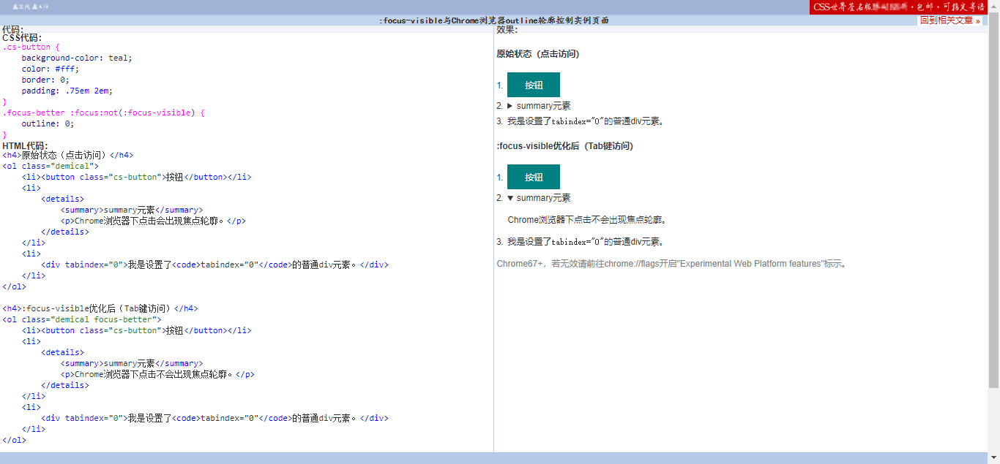 鑫空间,鑫生活
CSS世界签名版 ·包邮·可指定寄语
:focus-visible与Chrome浏览器outline轮廓控制实例页面
回到相关文章 »
代码:
CSS代码:
.cs-button {
    background-color: teal;
    color: #fff;
    border: 0;
    padding: .75em 2em;
}
.focus-better :focus:not(:focus-visible) {
    outline: 0;
}
HTML代码:
<h4>原始状态（点击访问）</h4>
<ol class="demical">
    <li><button class="cs-button">按钮</button></li>
    <li>
        <details>
            <summary>summary元素</summary>
            <p>Chrome浏览器下点击会出现焦点轮廓。</p>
        </details>
    </li>
    <li>
        <div tabindex="0">我是设置了<code>tabindex="0"</code>的普通div元素。</div>
    </li>
</ol>
<h4>:focus-visible优化后（Tab键访问）</h4>
<ol class="demical focus-better">
    <li><button class="cs-button">按钮</button></li>
    <li>
        <details>
            <summary>summary元素</summary>
            <p>Chrome浏览器下点击不会出现焦点轮廓。</p>
        </details>
    </li>
    <li>
        <div tabindex="0">我是设置了<code>tabindex="0"</code>的普通div元素。</div>
    </li>
</ol>
效果:
原始状态（点击访问）
1. 按钮
2. ▶ summary元素
3. 我是设置了tabindex="0"的普通div元素。
:focus-visible优化后（Tab键访问）
1. 按钮
2. ▼ summary元素
Chrome浏览器下点击不会出现焦点轮廓。
3. 我是设置了tabindex="0"的普通div元素。
Chrome67+，若无效请前往chrome://flags开启"Experimental Web Platform features"标示。